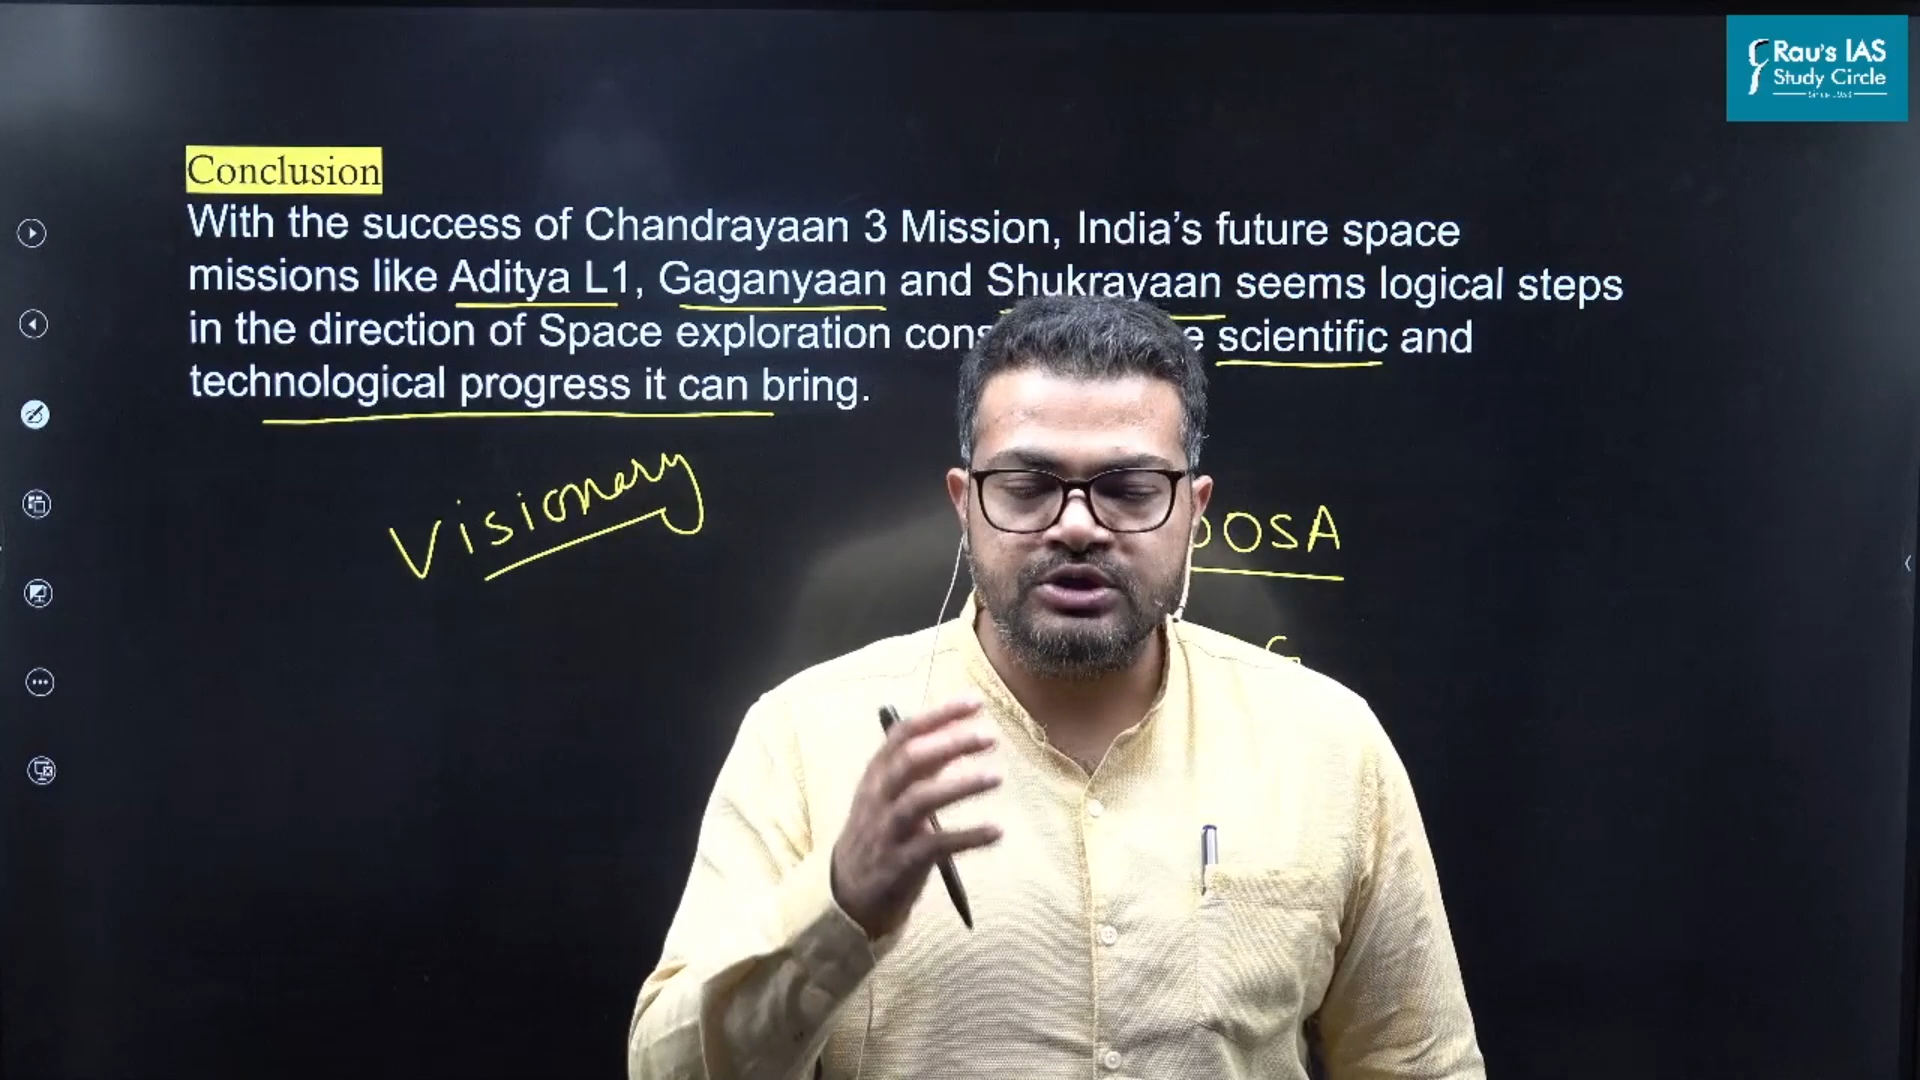 Rau's IAS
Study Circle
Conclusion
With the success of Chandrayaan 3 Mission, India's future space
missions like Aditya L1, Gaganyaan and Shukrayaan seems logical steps
in the direction of Space exploration scientific and
technological progress it can bring.
Visionary
OSA
G